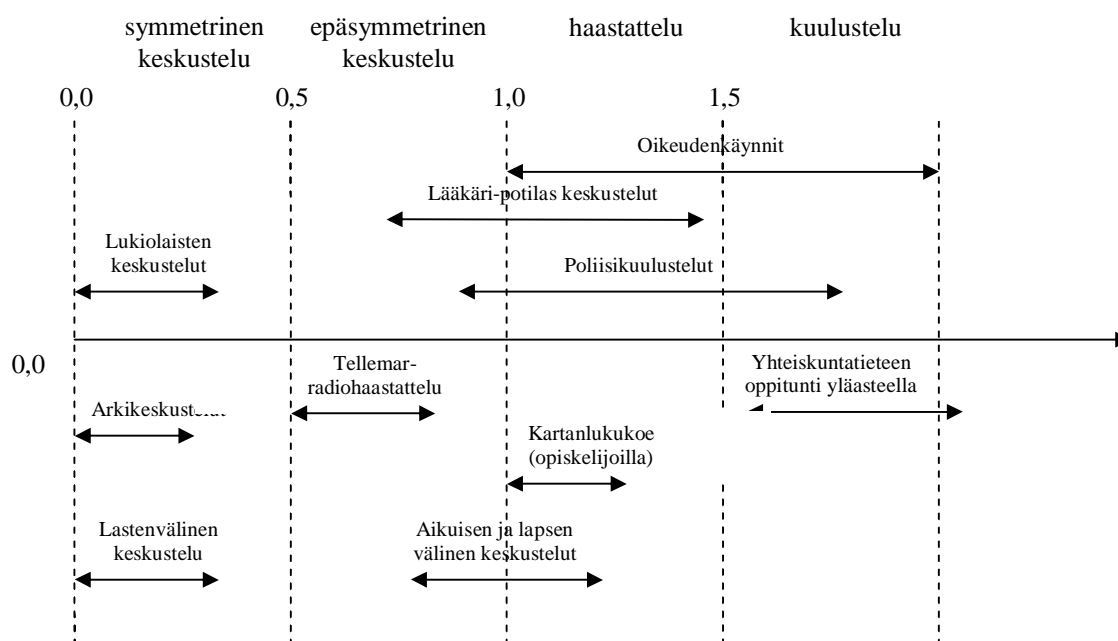 symmetrinen
keskustelu
epäsymmetrinen
keskustelu
haastattelu
kuulustelu
0,0
0,5
1,0
1,5
Oikeudenkäynnit
Lääkäri-potilas keskustelut
Lukiolaisten
keskustelut
Poliisikuulustelut
0,0
Tellemar-
radiohaastattelu
Yhteiskuntatieteen
oppitunti yläasteella
Arkikeskustelut
Kartanlukukoe
(opiskelijoilla)
Lastenvälinen
keskustelu
Aikuisen ja lapsen
välinen keskustelut